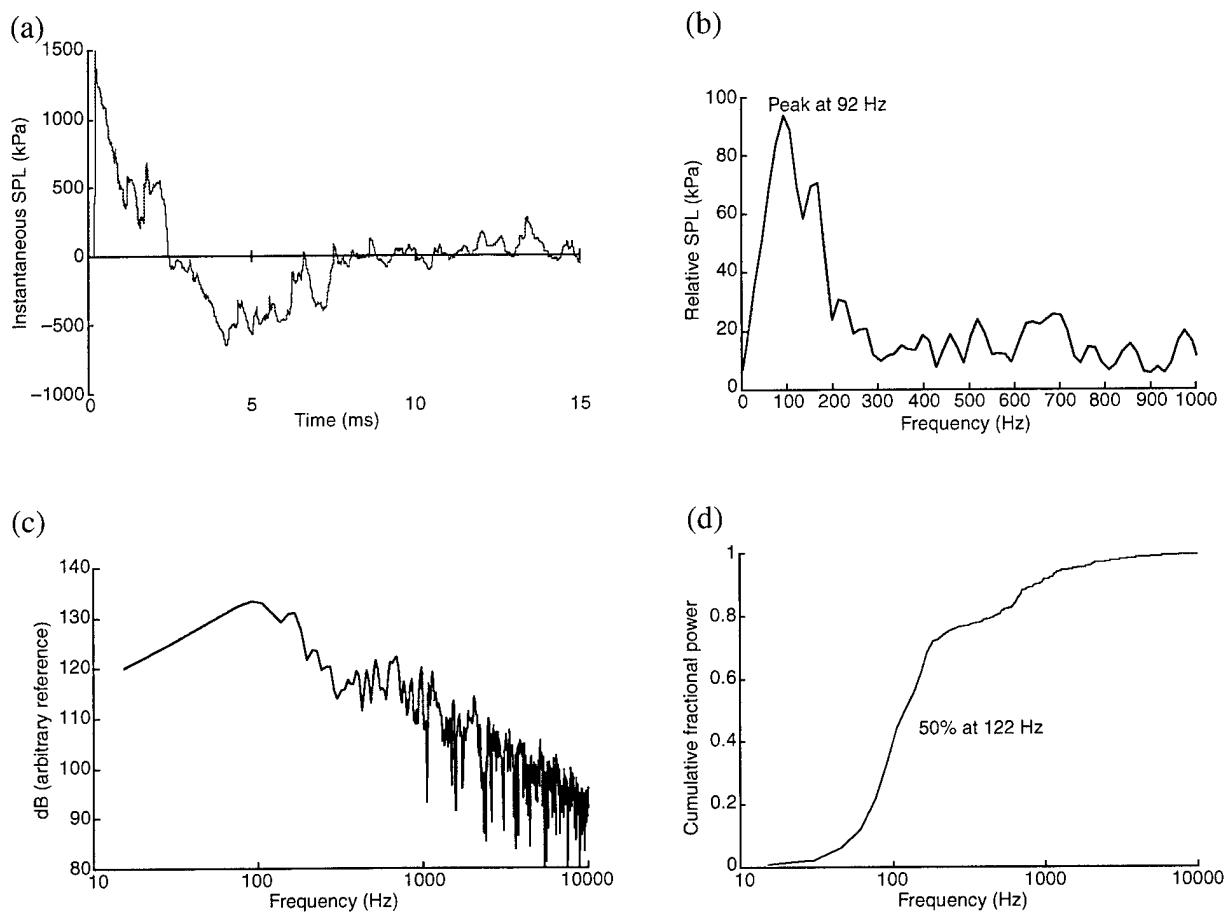 (a)
1500
1000
500
0
−500
−1000
Instantaneous SPL (kPa)
0
5
10
15
Time (ms)
(b)
100
80
60
40
20
0
Relative SPL (kPa)
Peak at 92 Hz
0 100 200 300 400 500 600 700 800 900 1000
Frequency (Hz)
(c)
140
130
120
110
100
90
80
dB (arbitrary reference)
10 100 1000 10000
Frequency (Hz)
(d)
1
0.8
0.6
0.4
0.2
0
Cumulative fractional power
50% at 122 Hz
10 100 1000 10000
Frequency (Hz)